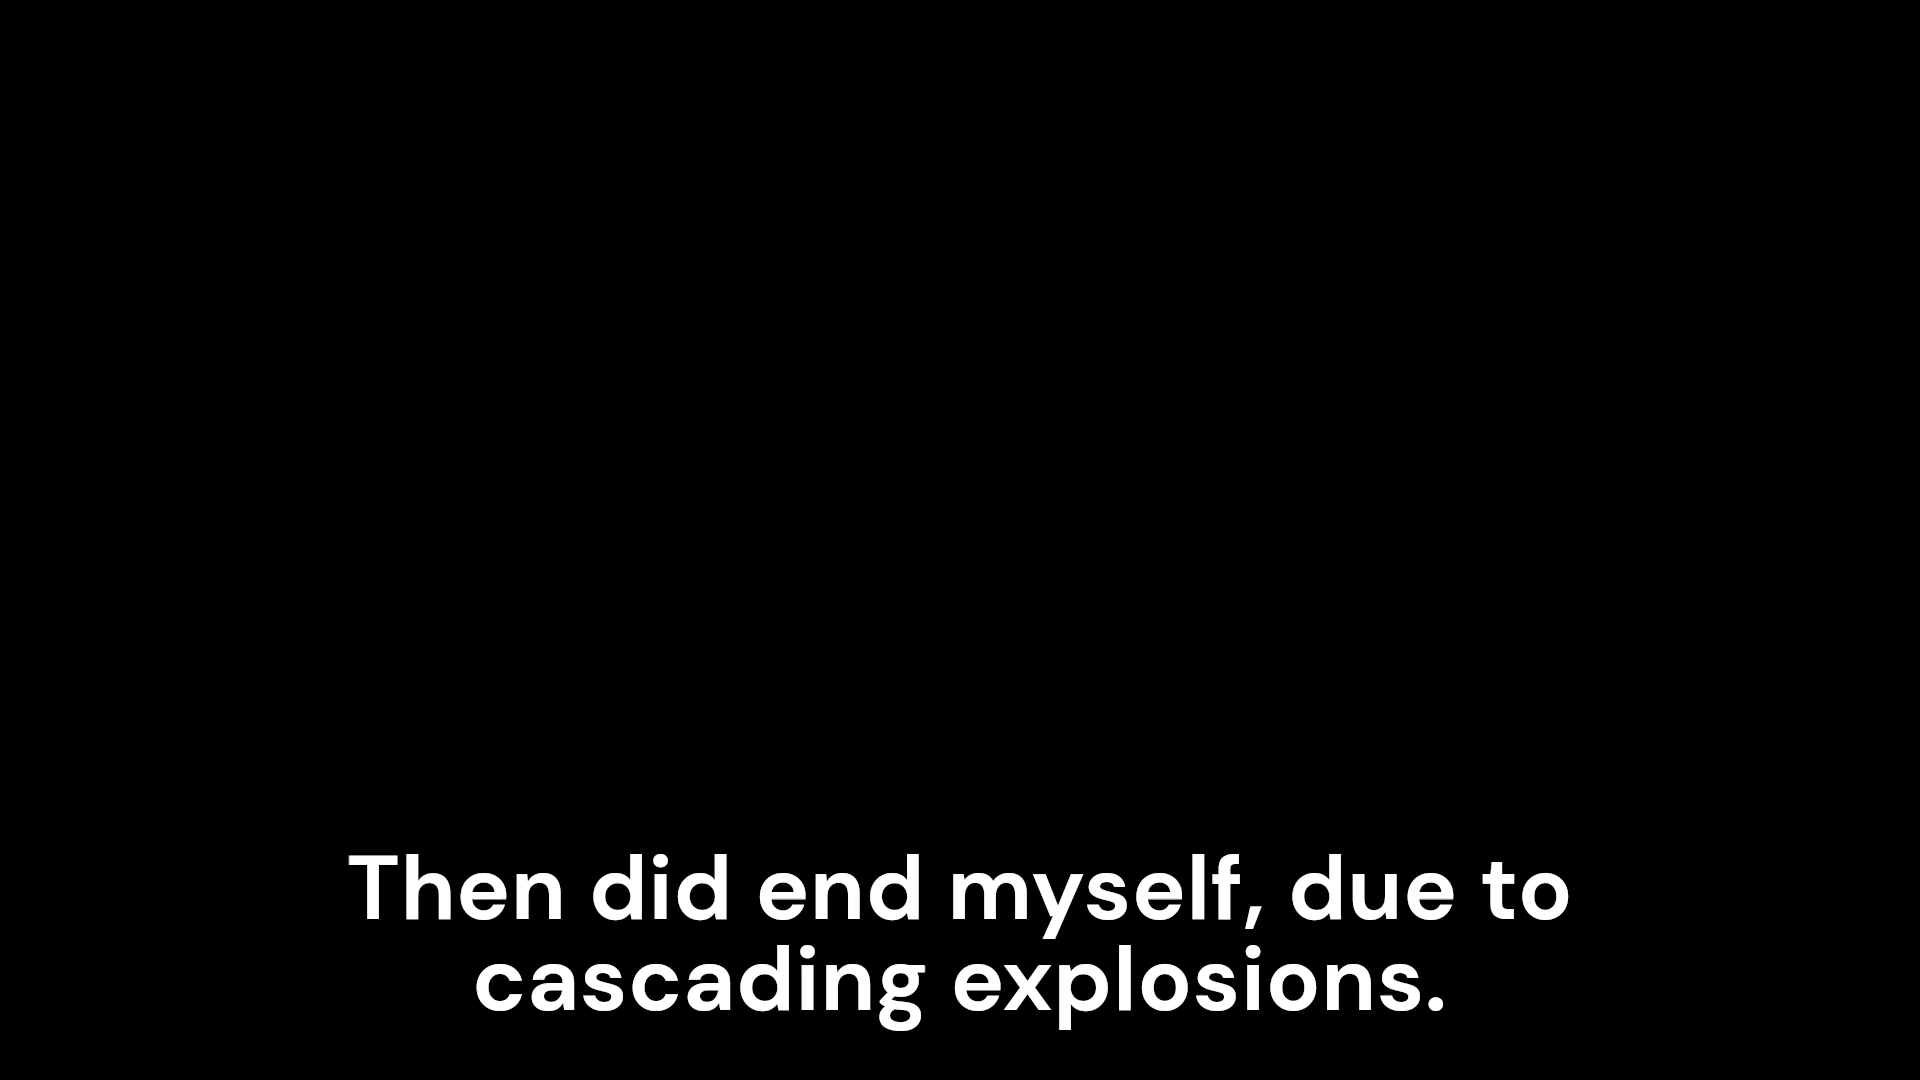 Then did end myself, due to
cascading explosions.